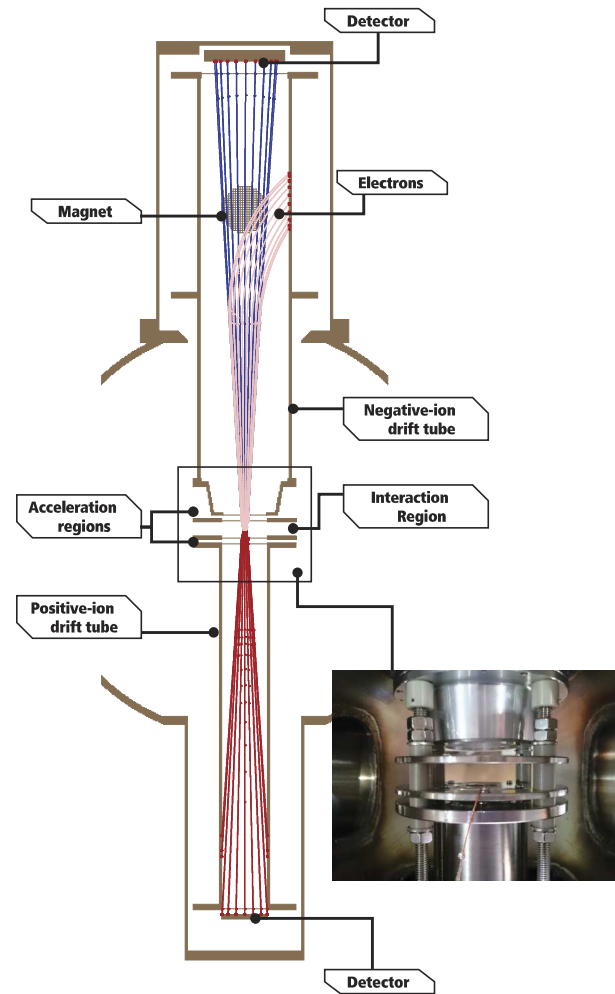 Detector
Electrons
Magnet
Negative-ion
drift tube
Acceleration
regions
Interaction
Region
Positive-ion
drift tube
Detector